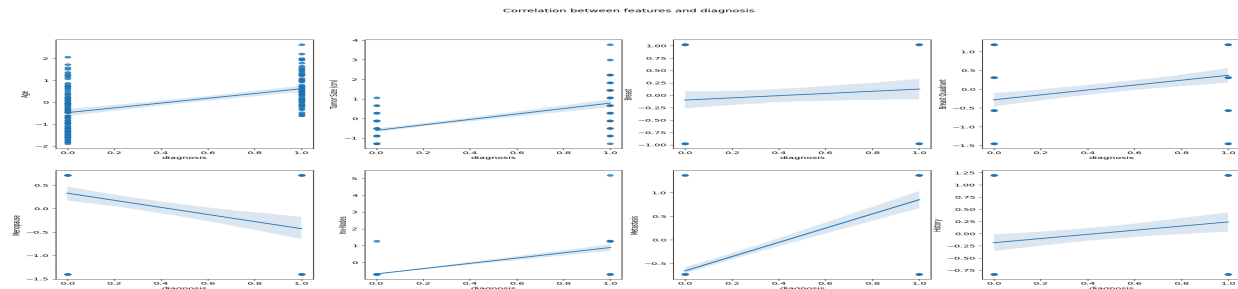 Correlation between features and diagnosis
2
1
0
−1
−2
Age
0.0 0.2 0.4 0.6 0.8 1.0
diagnosis
4
3
2
1
0
−1
Tumor Size (cm)
0.0 0.2 0.4 0.6 0.8 1.0
diagnosis
1.00
0.75
0.50
0.25
0.00
−0.25
−0.50
−0.75
−1.00
Breast
0.0 0.2 0.4 0.6 0.8 1.0
diagnosis
1.0
0.5
0.0
−0.5
−1.0
−1.5
Breast Quadrant
0.0 0.2 0.4 0.6 0.8 1.0
diagnosis
0.5
0.0
−0.5
−1.0
−1.5
Menopause
0.0 0.2 0.4 0.6 0.8 1.0
diagnosis
5
4
3
2
1
0
Inv-Nodes
0.0 0.2 0.4 0.6 0.8 1.0
diagnosis
1.0
0.5
0.0
−0.5
Metastasis
0.0 0.2 0.4 0.6 0.8 1.0
diagnosis
1.25
1.00
0.75
0.50
0.25
0.00
−0.25
−0.50
−0.75
History
0.0 0.2 0.4 0.6 0.8 1.0
diagnosis